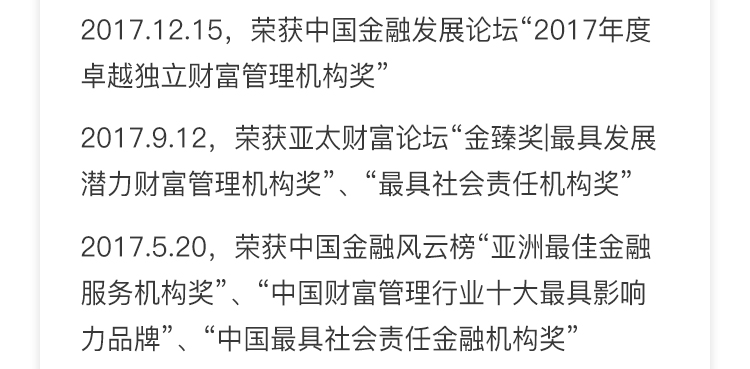 2017.12.15，荣获中国金融发展论坛“2017年度
卓越独立财富管理机构奖”
2017.9.12，荣获亚太财富论坛“金臻奖|最具发展
潜力财富管理机构奖”、“最具社会责任机构奖”
2017.5.20，荣获中国金融风云榜“亚洲最佳金融
服务机构奖”、“中国财富管理行业十大最具影响
力品牌”、“中国最具社会责任金融机构奖”